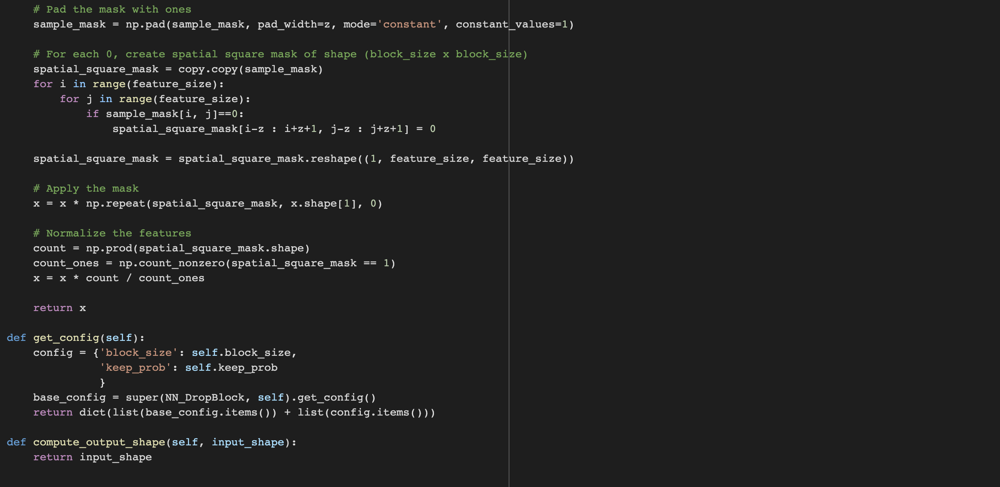 # Pad the mask with ones
sample_mask = np.pad(sample_mask, pad_width=z, mode='constant', constant_values=1)
# For each 0, create spatial square mask of shape (block_size x block_size)
spatial_square_mask = copy.copy(sample_mask)
for i in range(feature_size):
for j in range(feature_size):
if sample_mask[i, j]==0:
spatial_square_mask[i-z : i+z+1, j-z : j+z+1] = 0
spatial_square_mask = spatial_square_mask.reshape((1, feature_size, feature_size))
# Apply the mask
x = x * np.repeat(spatial_square_mask, x.shape[1], 0)
# Normalize the features
count = np.prod(spatial_square_mask.shape)
count_ones = np.count_nonzero(spatial_square_mask == 1)
x = x * count / count_ones
return x
def get_config(self):
config = {'block_size': self.block_size,
'keep_prob': self.keep_prob
}
base_config = super(NN_DropBlock, self).get_config()
return dict(list(base_config.items()) + list(config.items()))
def compute_output_shape(self, input_shape):
return input_shape